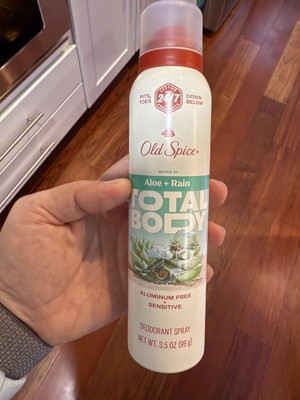 24/7
PITS, TOES
DOWN BELOW
Old Spice
NOTES OF
Aloe + Rain
TOTAL
BODY
ALUMINUM FREE
+
SENSITIVE
DEODORANT SPRAY
NET WT. 3.5 OZ (99 g)